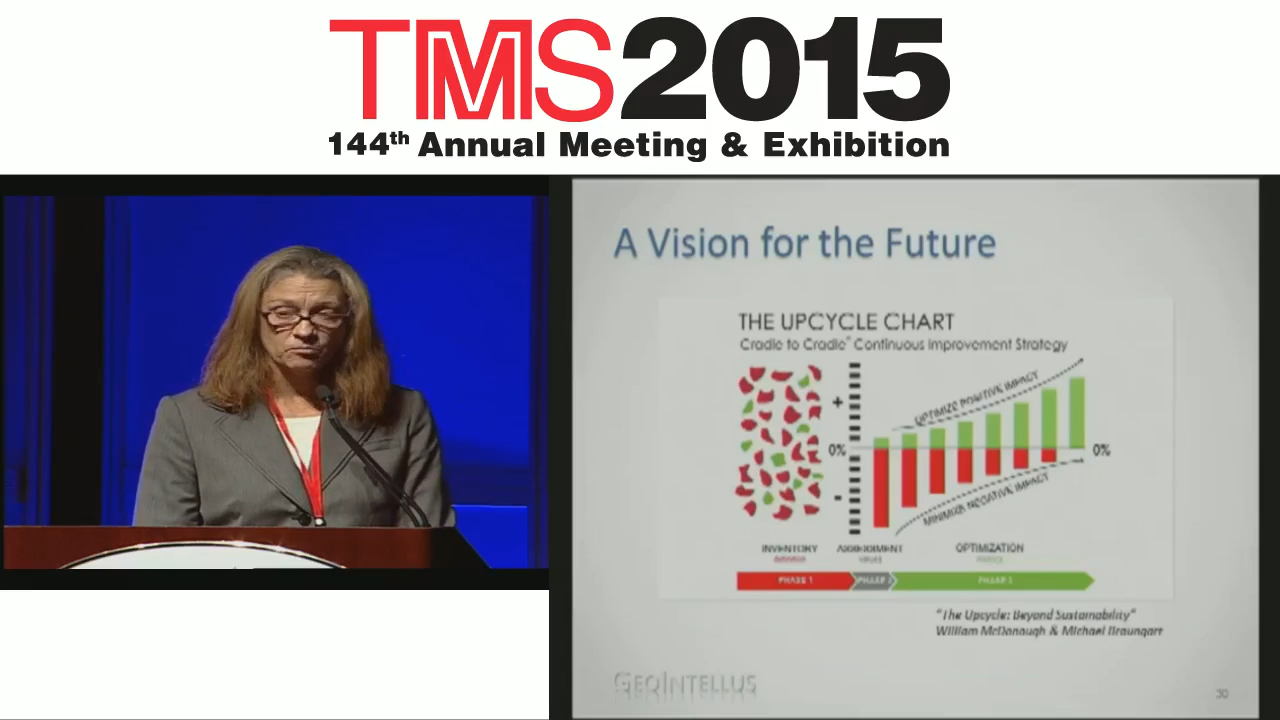 TMS2015
144th Annual Meeting & Exhibition
A Vision for the Future
THE UPCYCLE CHART
Cradle to Cradle® Continuous Improvement Strategy
OPTIMIZE POSITIVE IMPACT
+
0%
0%
-
MINIMIZE NEGATIVE IMPACT
INVENTORY
ASSESSMENT
OPTIMIZATION
PHASE 1
PHASE 2
PHASE 3
"The Upcycle: Beyond Sustainability"
William McDonough & Michael Braungart
GEOINTELLUS
30